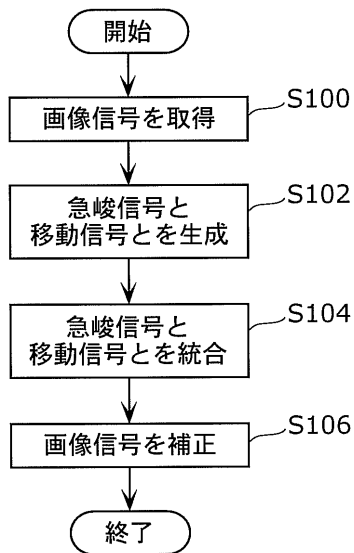 開始
画像信号を取得
S100
急峻信号と
移動信号とを生成
S102
急峻信号と
移動信号とを統合
S104
画像信号を補正
S106
終了